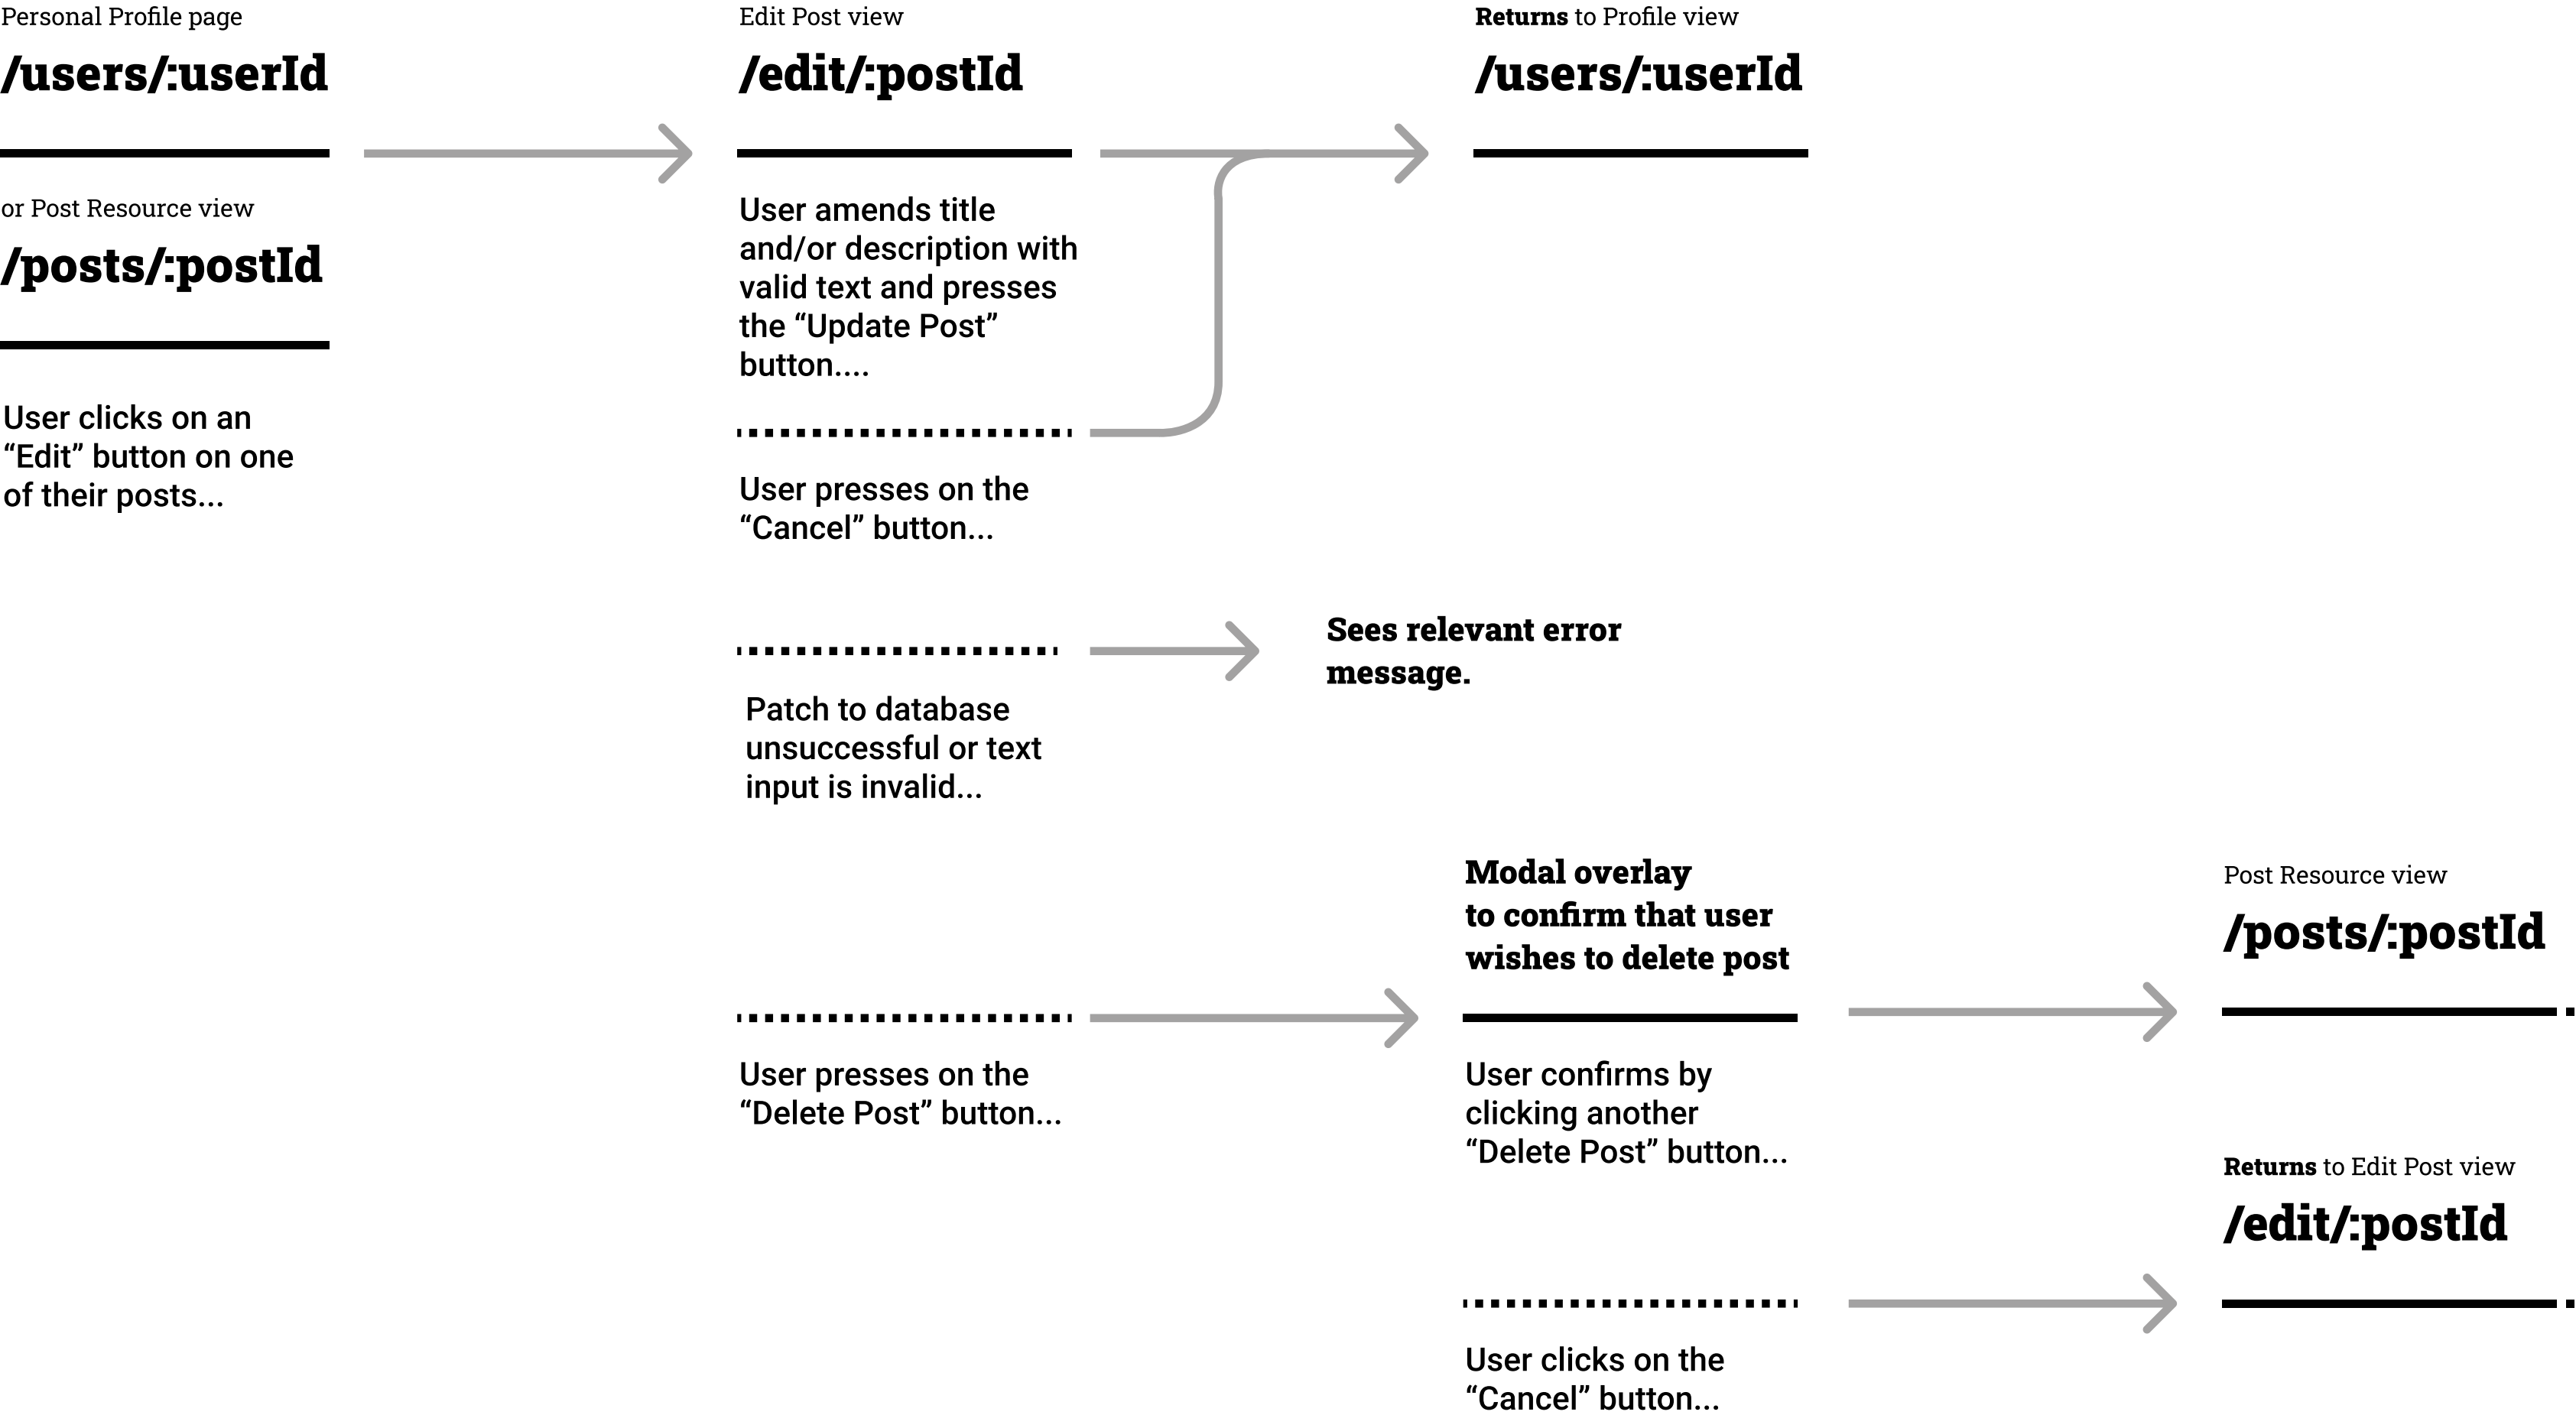 Personal Profile page
/users/:userId
or Post Resource view
/posts/:postId
User clicks on an
“Edit” button on one
of their posts...
Edit Post view
/edit/:postId
User amends title
and/or description with
valid text and presses
the “Update Post”
button....
User presses on the
“Cancel” button...
Patch to database
unsuccessful or text
input is invalid...
User presses on the
“Delete Post” button...
Returns to Profile view
/users/:userId
Sees relevant error
message.
Modal overlay
to confirm that user
wishes to delete post
User confirms by
clicking another
“Delete Post” button...
User clicks on the
“Cancel” button...
Post Resource view
/posts/:postId
Returns to Edit Post view
/edit/:postId